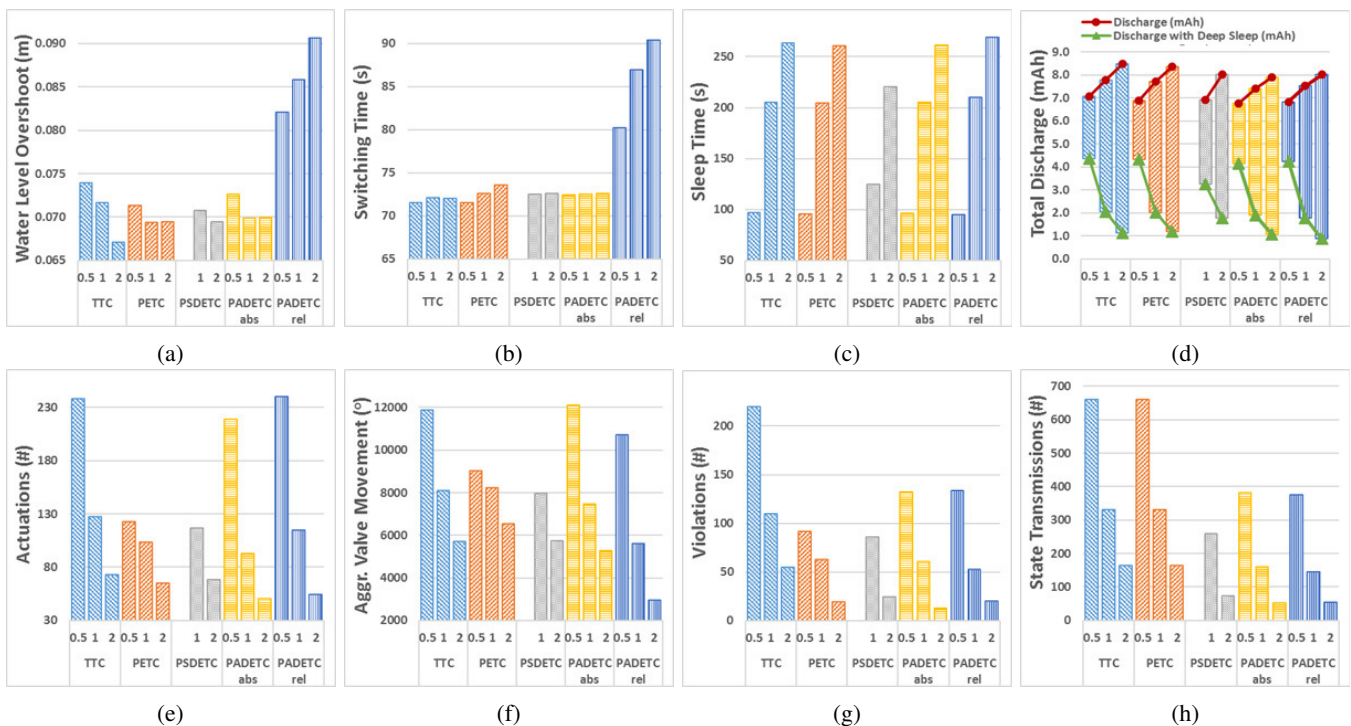 Water Level Overshoot (m)
0.090
0.085
0.080
0.075
0.070
0.065
0.5 1 2 0.5 1 2 1 2 0.5 1 2 0.5 1 2
TTC PETC PSDETC PADETC PADETC
abs rel
(a)
Switching Time (s)
90
85
80
75
70
65
0.5 1 2 0.5 1 2 1 2 0.5 1 2 0.5 1 2
TTC PETC PSDETC PADETC PADETC
abs rel
(b)
Sleep Time (s)
250
200
150
100
50
0.5 1 2 0.5 1 2 1 2 0.5 1 2 0.5 1 2
TTC PETC PSDETC PADETC PADETC
abs rel
(c)
Discharge (mAh)
Discharge with Deep Sleep (mAh)
Total Discharge (mAh)
9.0
8.0
7.0
6.0
5.0
4.0
3.0
2.0
1.0
0.0
0.5 1 2 0.5 1 2 1 2 0.5 1 2 0.5 1 2
TTC PETC PSDETC PADETC PADETC
abs rel
(d)
Actuations (#)
230
180
130
80
30
0.5 1 2 0.5 1 2 1 2 0.5 1 2 0.5 1 2
TTC PETC PSDETC PADETC PADETC
abs rel
(e)
Aggr. Valve Movement (°)
12000
10000
8000
6000
4000
2000
0.5 1 2 0.5 1 2 1 2 0.5 1 2 0.5 1 2
TTC PETC PSDETC PADETC PADETC
abs rel
(f)
Violations (#)
200
150
100
50
0
0.5 1 2 0.5 1 2 1 2 0.5 1 2 0.5 1 2
TTC PETC PSDETC PADETC PADETC
abs rel
(g)
State Transmissions (#)
700
600
500
400
300
200
100
0
0.5 1 2 0.5 1 2 1 2 0.5 1 2 0.5 1 2
TTC PETC PSDETC PADETC PADETC
abs rel
(h)